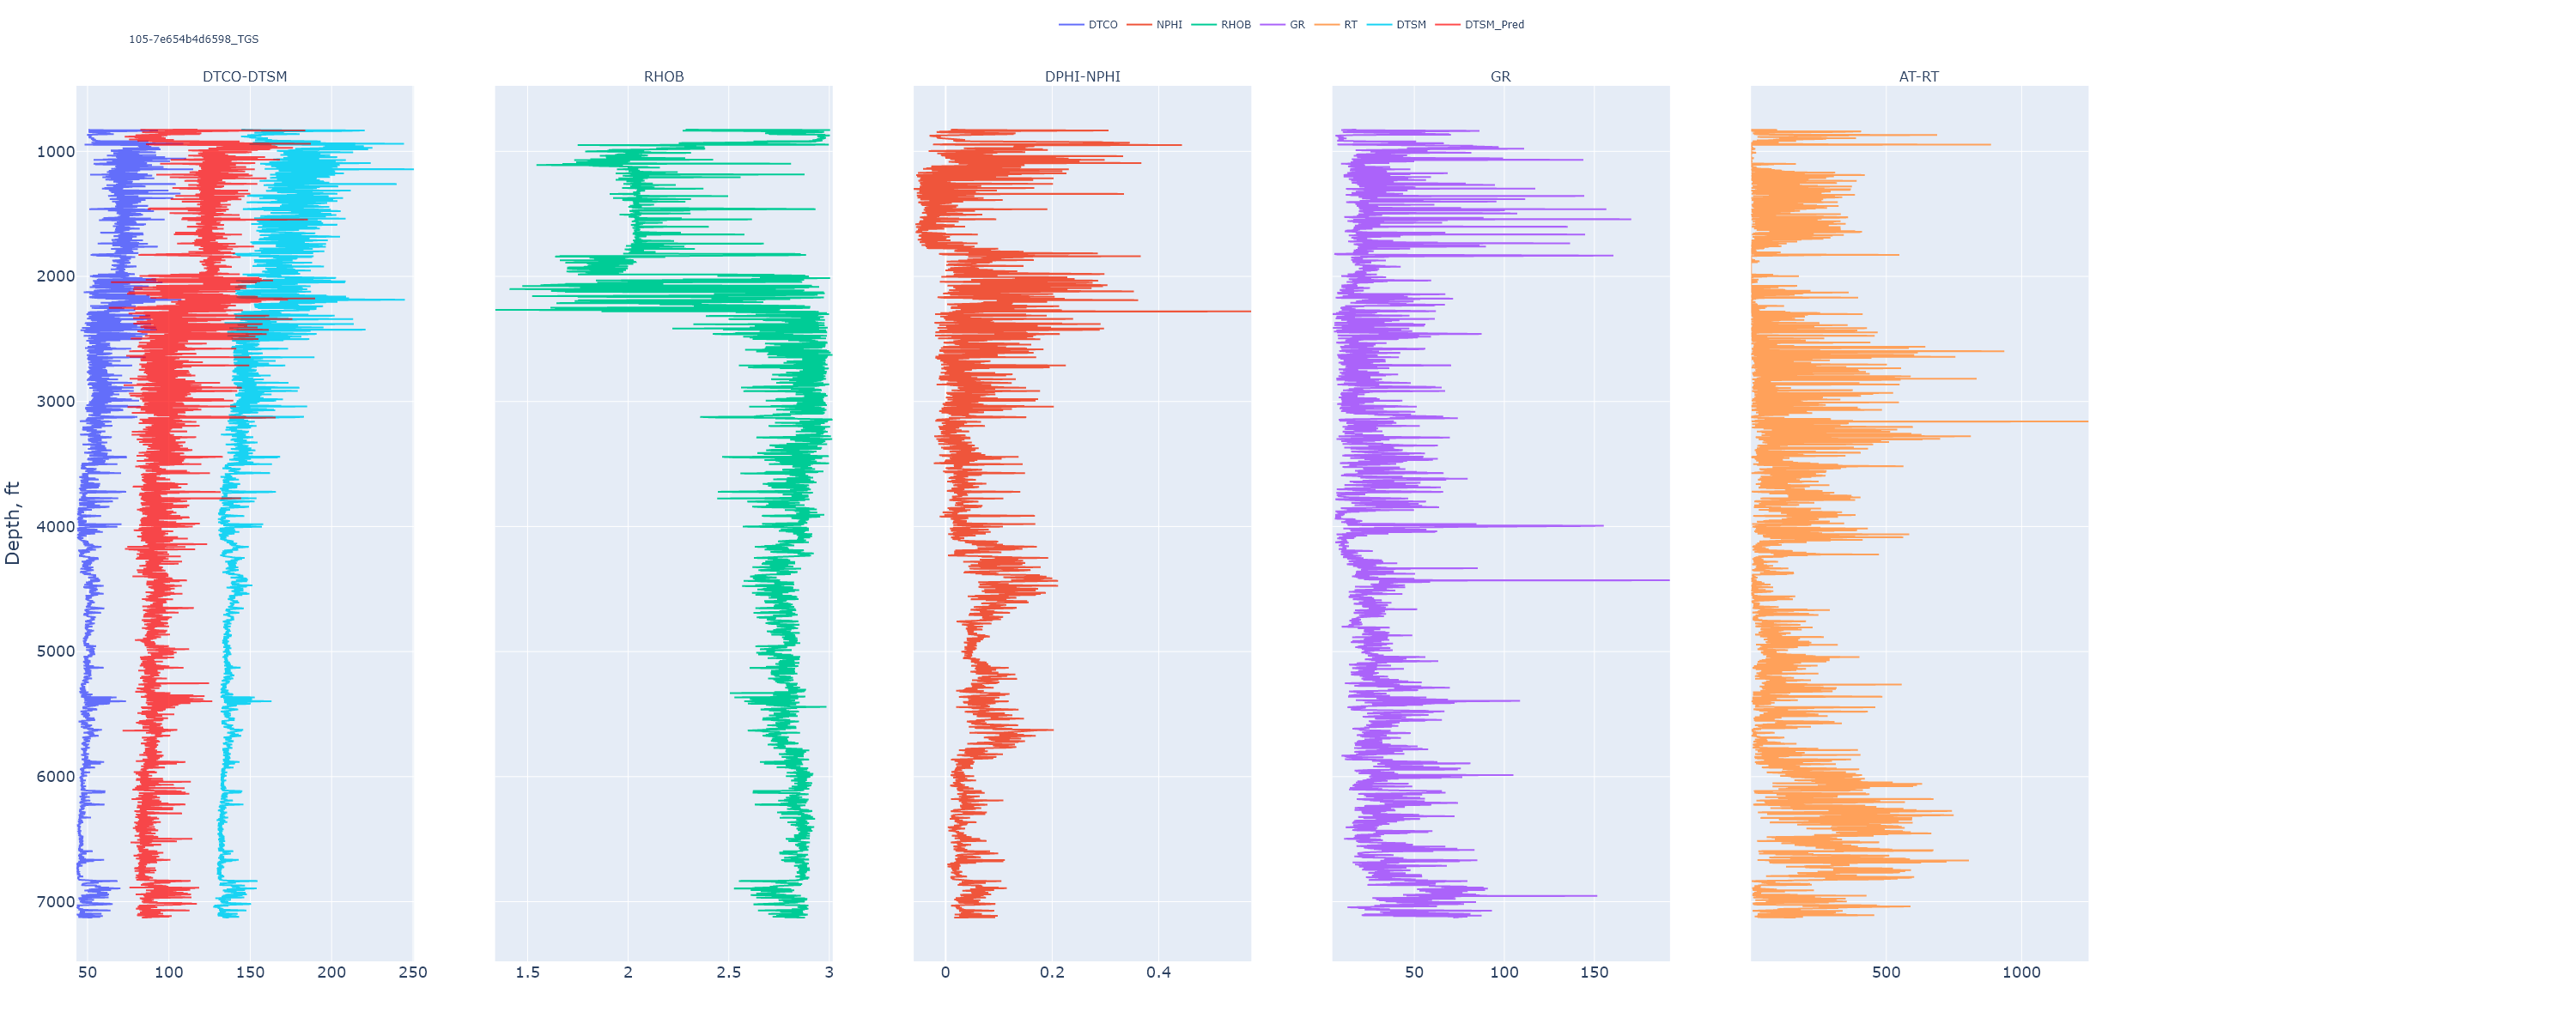 DTCO NPHI RHOB GR RT DTSM DTSM_Pred
105-7e654b4d6598_TGS
DTCO-DTSM RHOB DPHI-NPHI GR AT-RT
Depth, ft
1000
2000
3000
4000
5000
6000
7000
50 100 150 200 250 1.5 2 2.5 3 0 0.2 0.4 50 100 150 500 1000